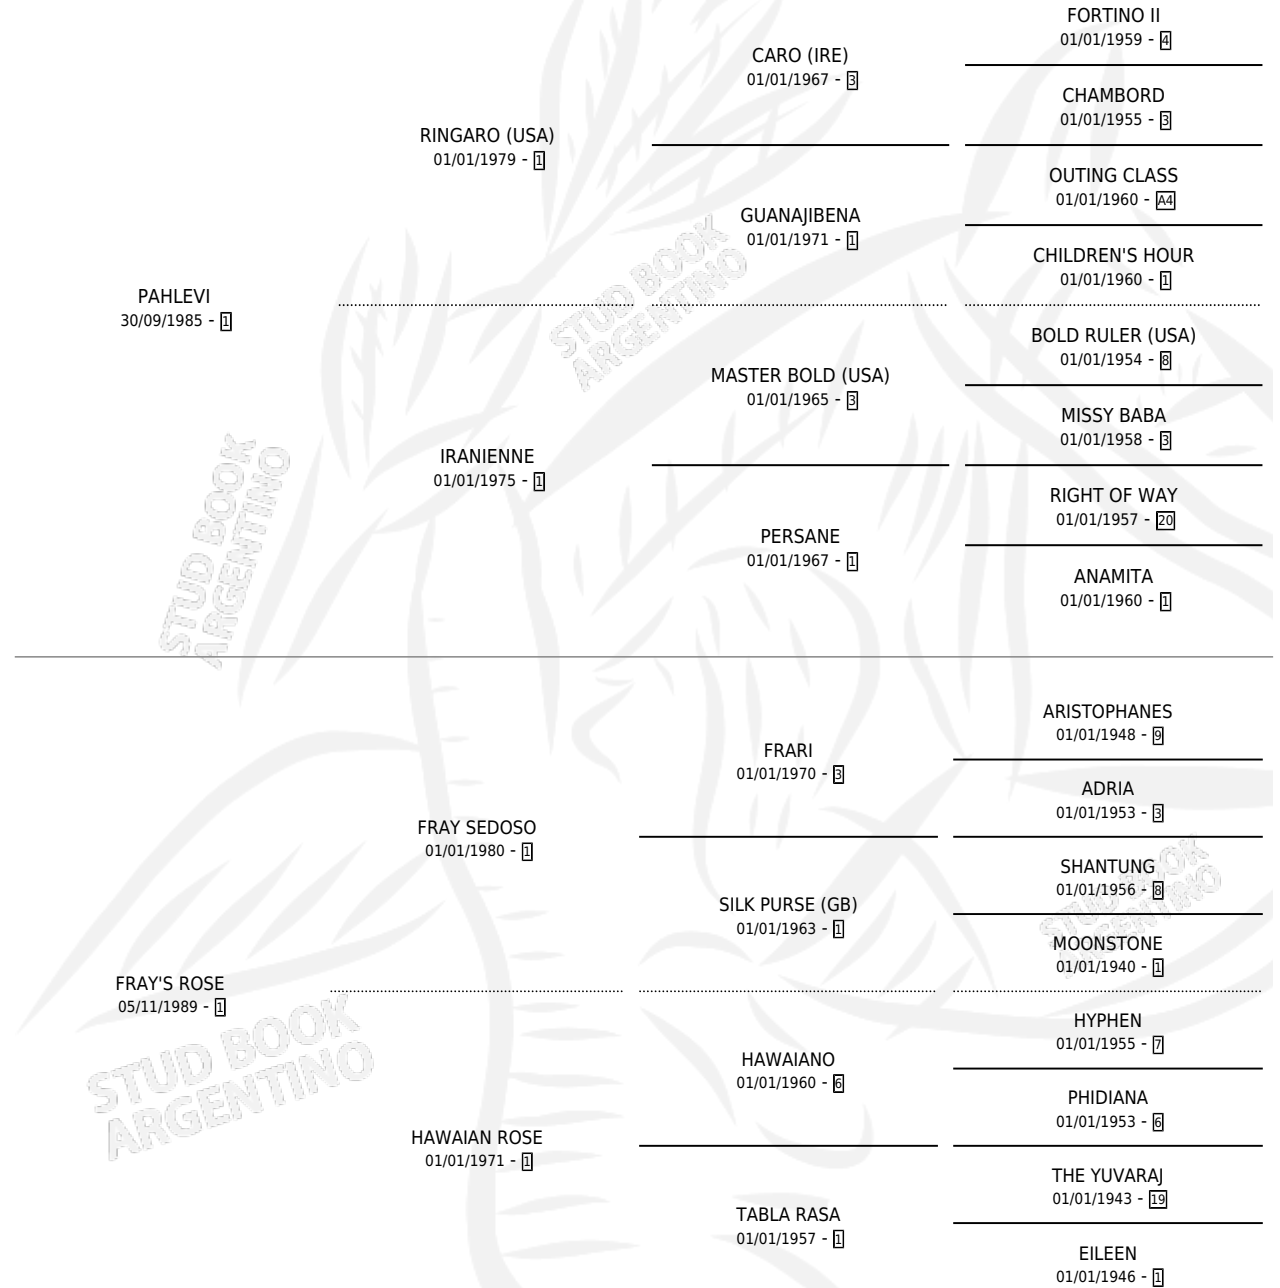 FORTINO II
01/01/1959 - 4
CARO (IRE)
01/01/1967 - 3
CHAMBORD
01/01/1955 - 3
RINGARO (USA)
01/01/1979 - 1
OUTING CLASS
01/01/1960 - A4
GUANAJIBENA
01/01/1971 - 1
CHILDREN'S HOUR
01/01/1960 - 1
PAHLEVI
30/09/1985 - 1
BOLD RULER (USA)
01/01/1954 - 8
MASTER BOLD (USA)
01/01/1965 - 3
MISSY BABA
01/01/1958 - 3
IRANIENNE
01/01/1975 - 1
RIGHT OF WAY
01/01/1957 - 20
PERSANE
01/01/1967 - 1
ANAMITA
01/01/1960 - 1
STUD BOOK
ARGENTINO
STUD BOOK
ARGENTINO
ARISTOPHANES
01/01/1948 - 9
FRARI
01/01/1970 - 3
ADRIA
01/01/1953 - 3
FRAY SEDOSO
01/01/1980 - 1
SHANTUNG
01/01/1956 - 8
SILK PURSE (GB)
01/01/1963 - 1
MOONSTONE
01/01/1940 - 1
STUD BOOK
ARGENTINO
FRAY'S ROSE
05/11/1989 - 1
HYPHEN
01/01/1955 - 7
HAWAIANO
01/01/1960 - 6
PHIDIANA
01/01/1953 - 6
STUD BOOK
ARGENTINO
HAWAIAN ROSE
01/01/1971 - 1
THE YUVARAJ
01/01/1943 - 19
TABLA RASA
01/01/1957 - 1
EILEEN
01/01/1946 - 1